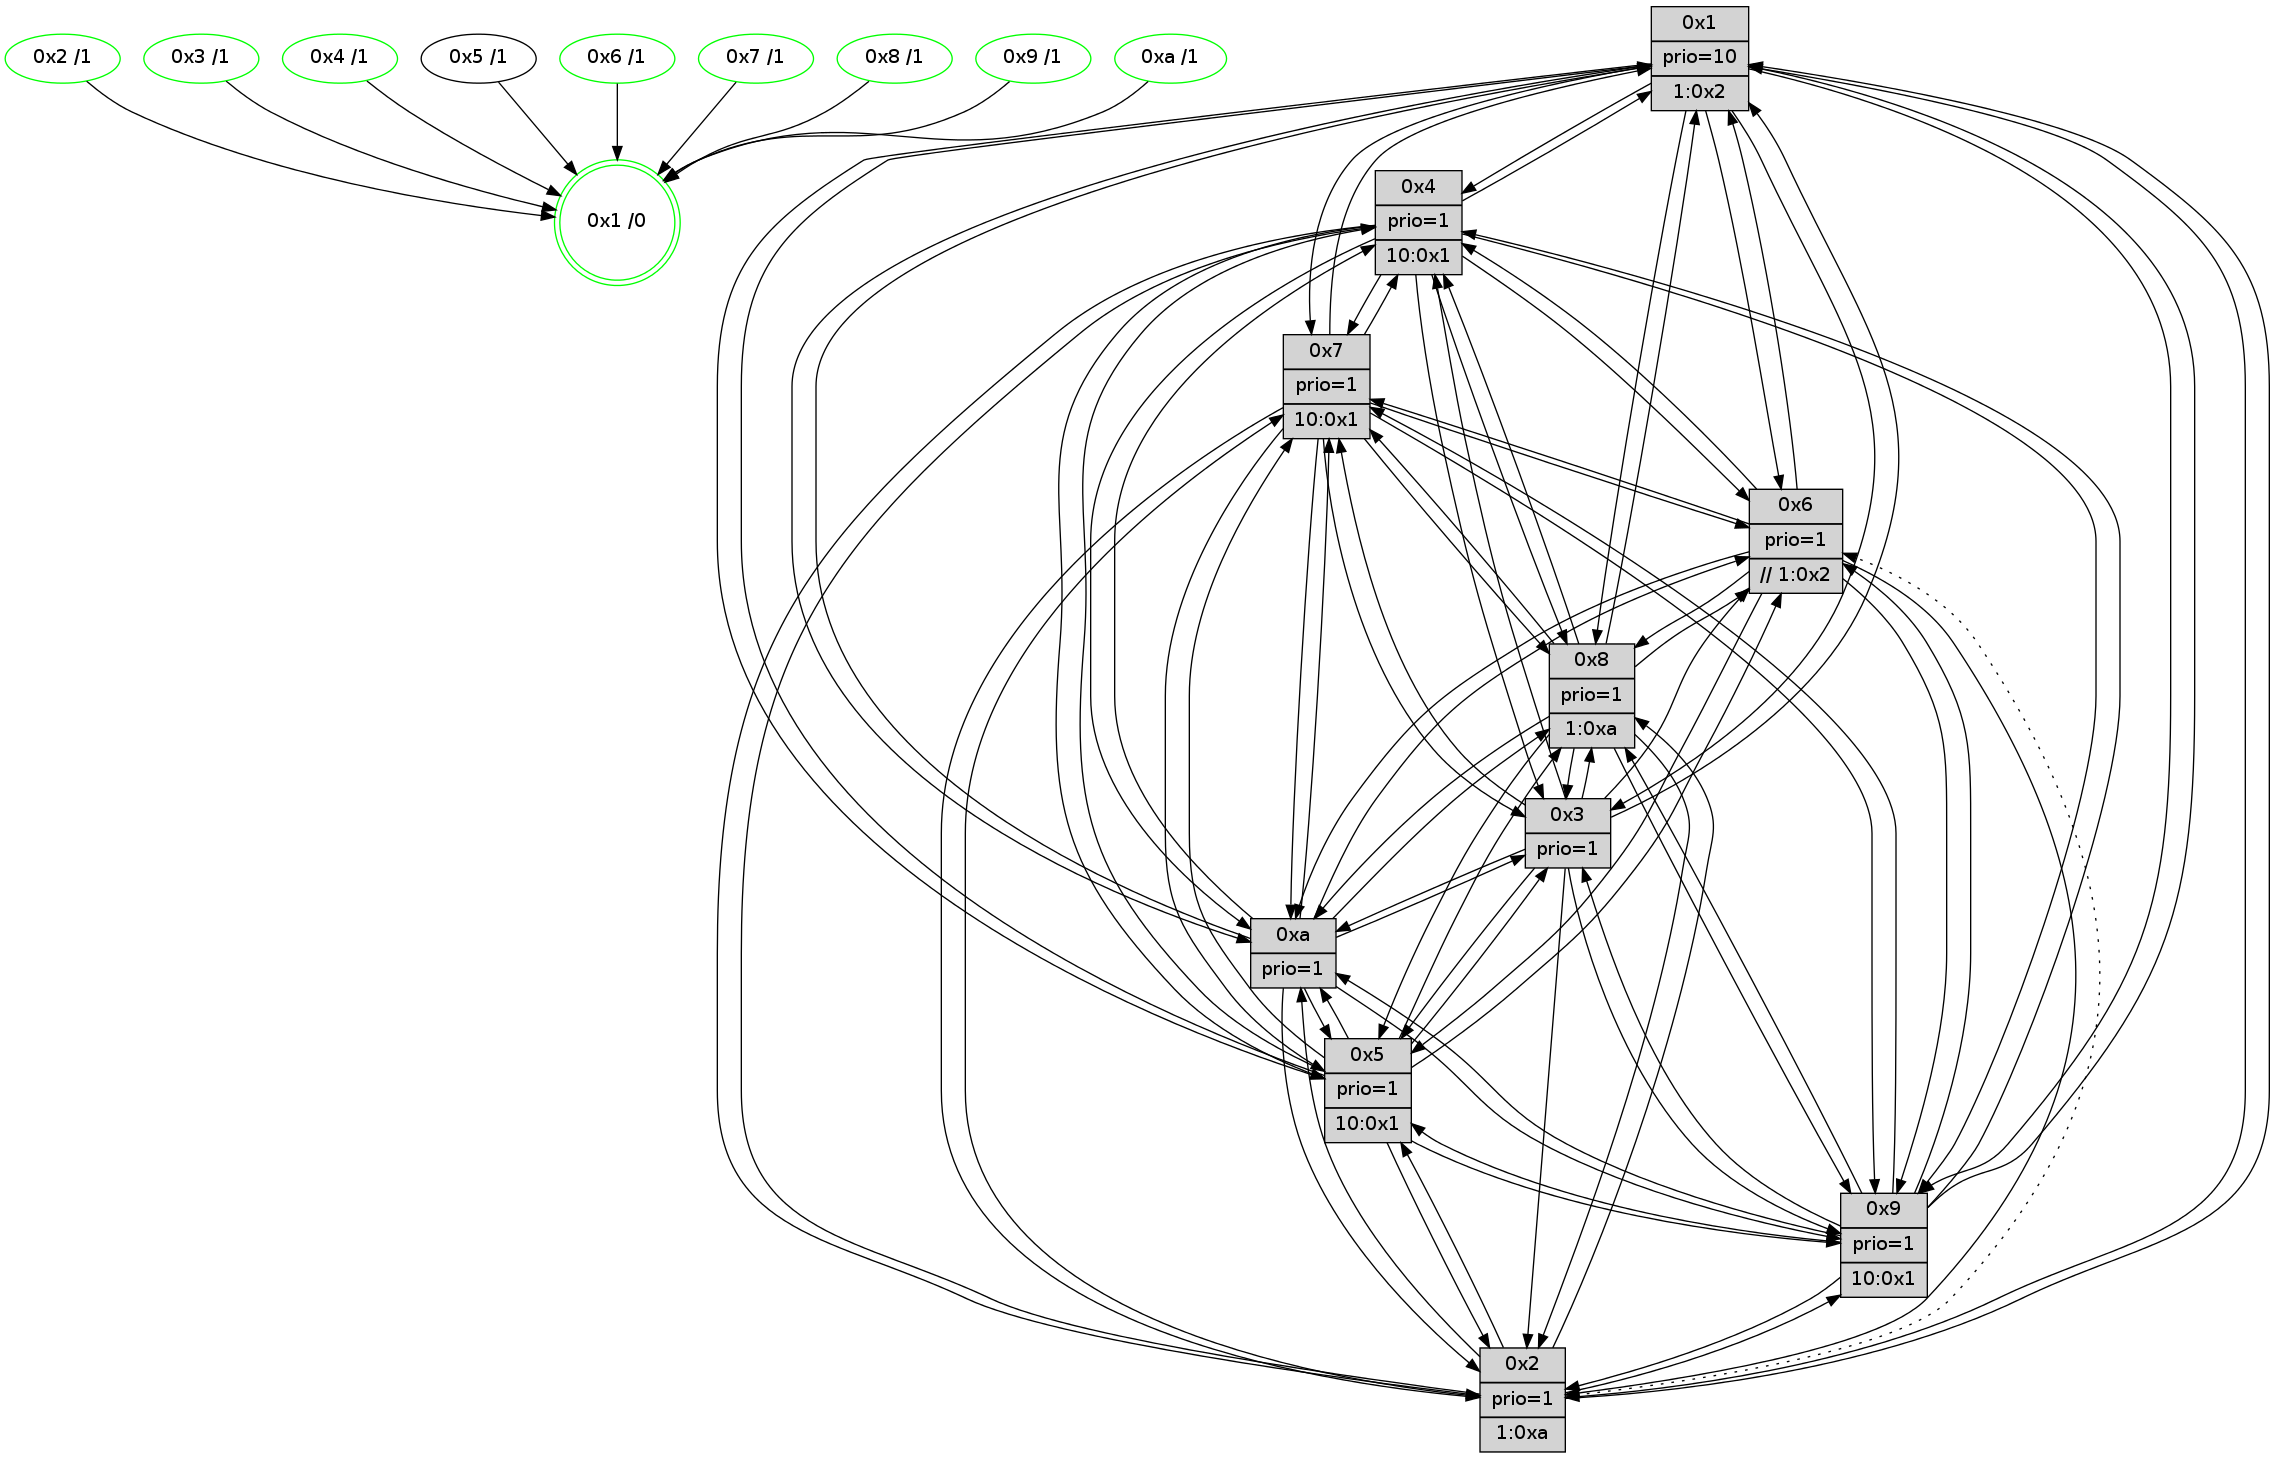 0x2 /1
0x3 /1
0x4 /1
0x5 /1
0x6 /1
0x7 /1
0x8 /1
0x9 /1
0xa /1
0x1 /0
0x1
prio=10
1:0x2
0x4
prio=1
10:0x1
0x7
prio=1
10:0x1
0x6
prio=1
// 1:0x2
0x8
prio=1
1:0xa
0x3
prio=1
0xa
prio=1
0x5
prio=1
10:0x1
0x9
prio=1
10:0x1
0x2
prio=1
1:0xa